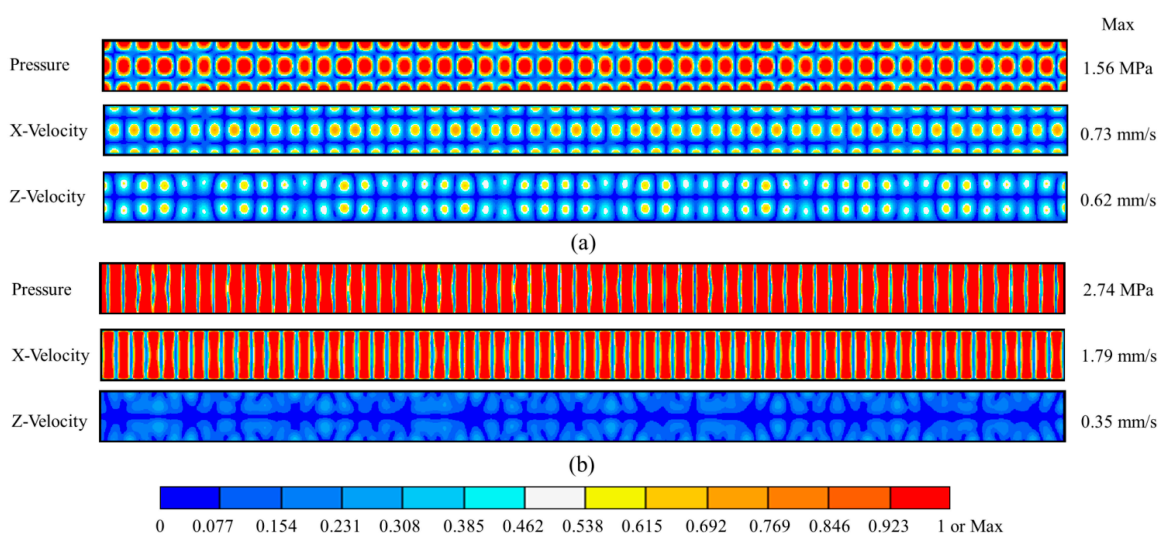 Max
Pressure 1.56 MPa
X-Velocity 0.73 mm/s
Z-Velocity 0.62 mm/s
(a)
Pressure 2.74 MPa
X-Velocity 1.79 mm/s
Z-Velocity 0.35 mm/s
(b)
0 0.077 0.154 0.231 0.308 0.385 0.462 0.538 0.615 0.692 0.769 0.846 0.923 1 or Max